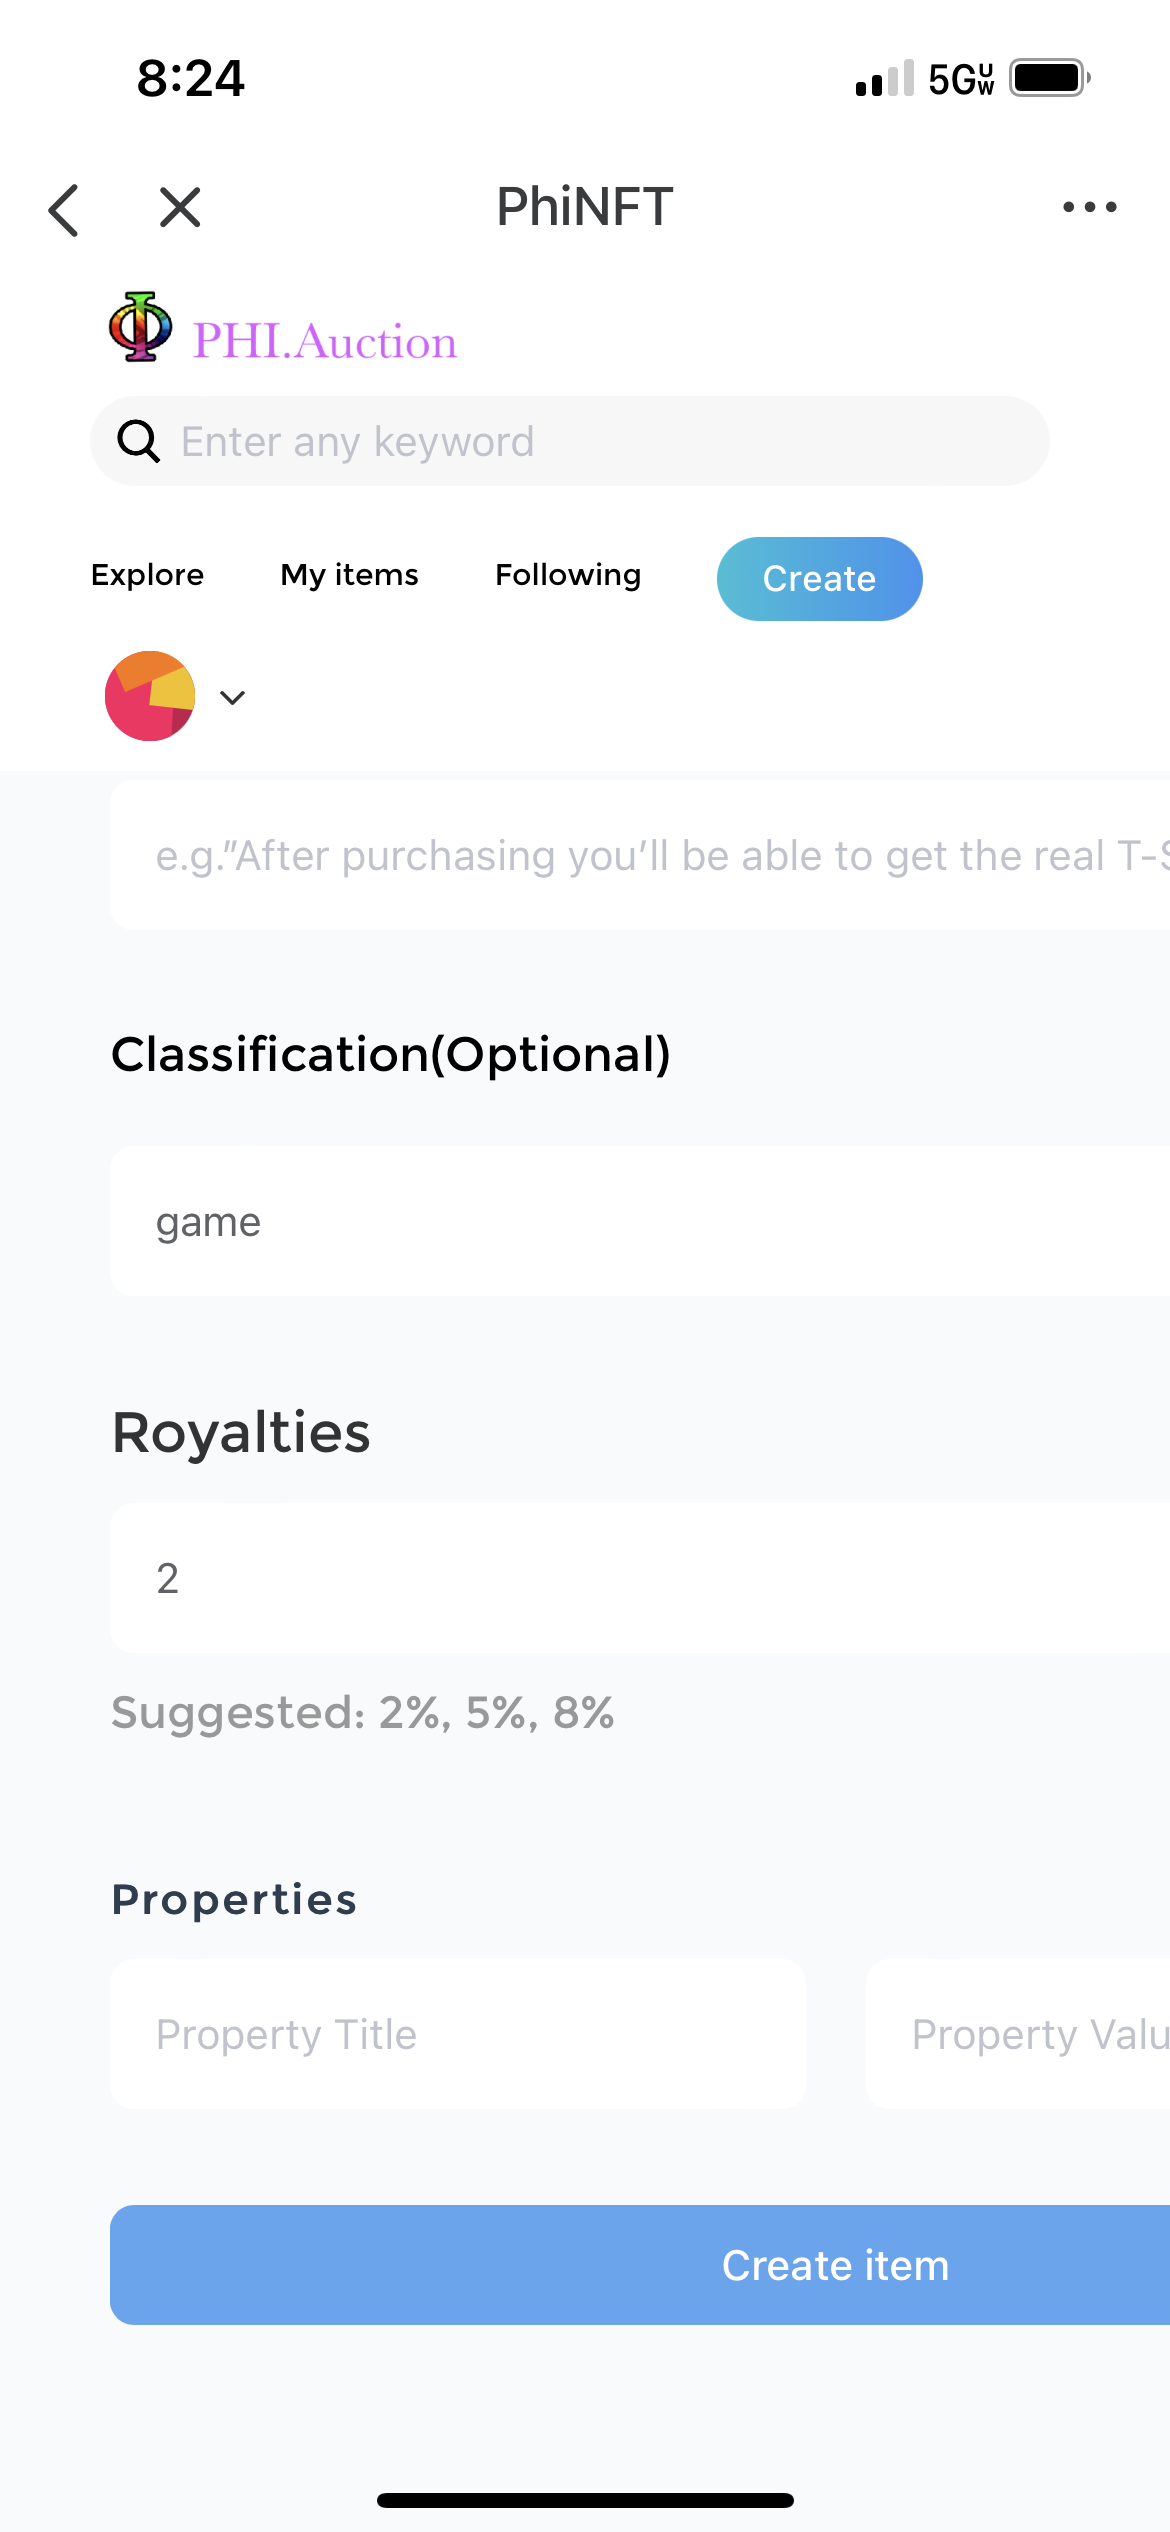 8:24
5G UW
PhiNFT
PHI.Auction
Enter any keyword
Explore My items Following Create
e.g."After purchasing you'll be able to get the real T-S
Classification(Optional)
game
Royalties
2
Suggested: 2%, 5%, 8%
Properties
Property Title Property Valu
Create item